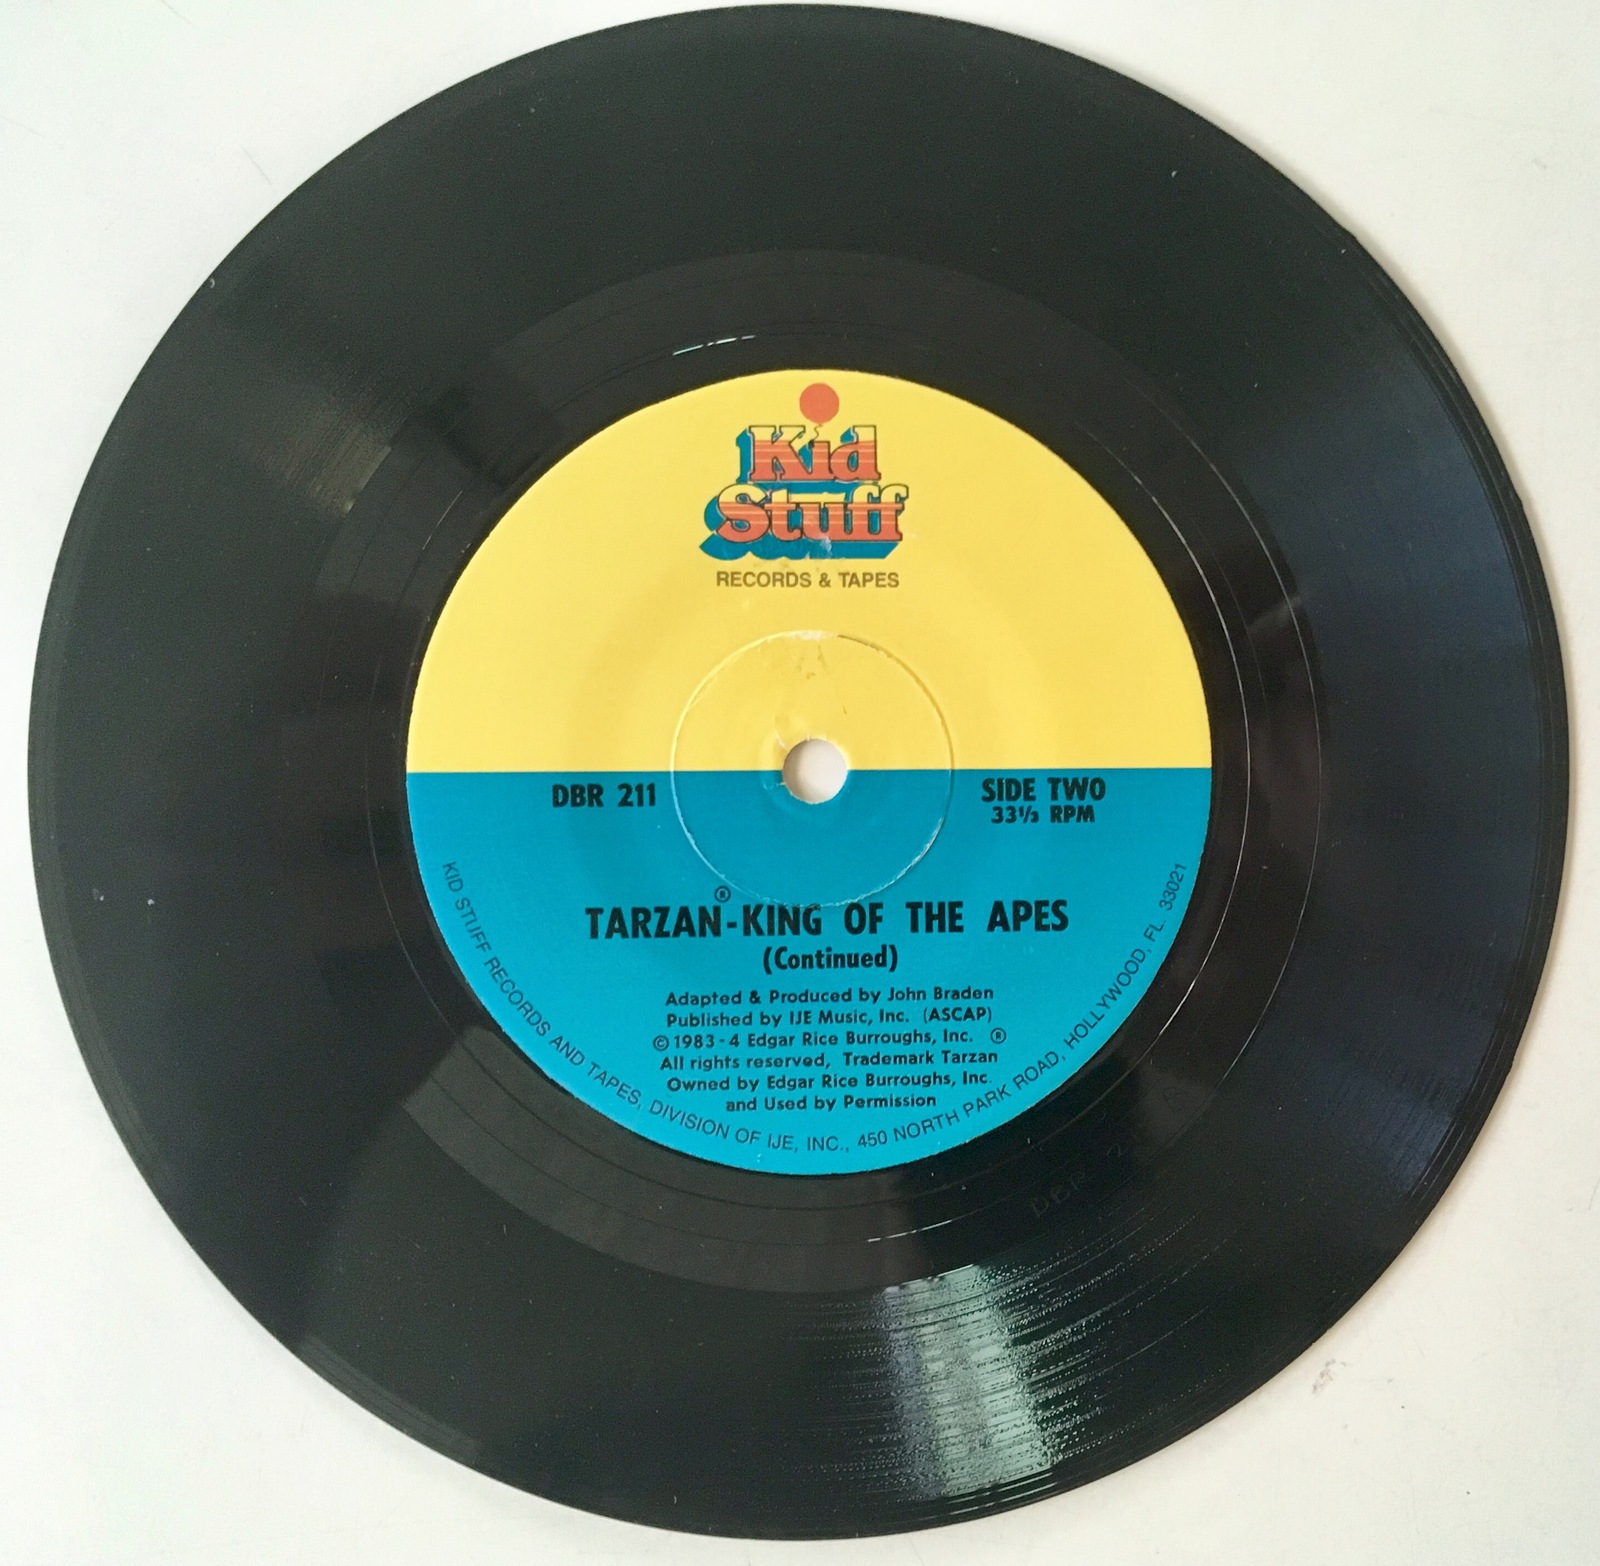 Kid
Stuff
RECORDS & TAPES
DBR 211
SIDE TWO
33⅓ RPM
TARZAN®-KING OF THE APES
(Continued)
Adapted & Produced by John Braden
Published by IJE Music, Inc. (ASCAP)
© 1983-4 Edgar Rice Burroughs, Inc. ®
All rights reserved, Trademark Tarzan
Owned by Edgar Rice Burroughs, Inc.
and Used by Permission
KID STUFF RECORDS AND TAPES, DIVISION OF IJE, INC., 450 NORTH PARK ROAD, HOLLYWOOD, FL. 33021